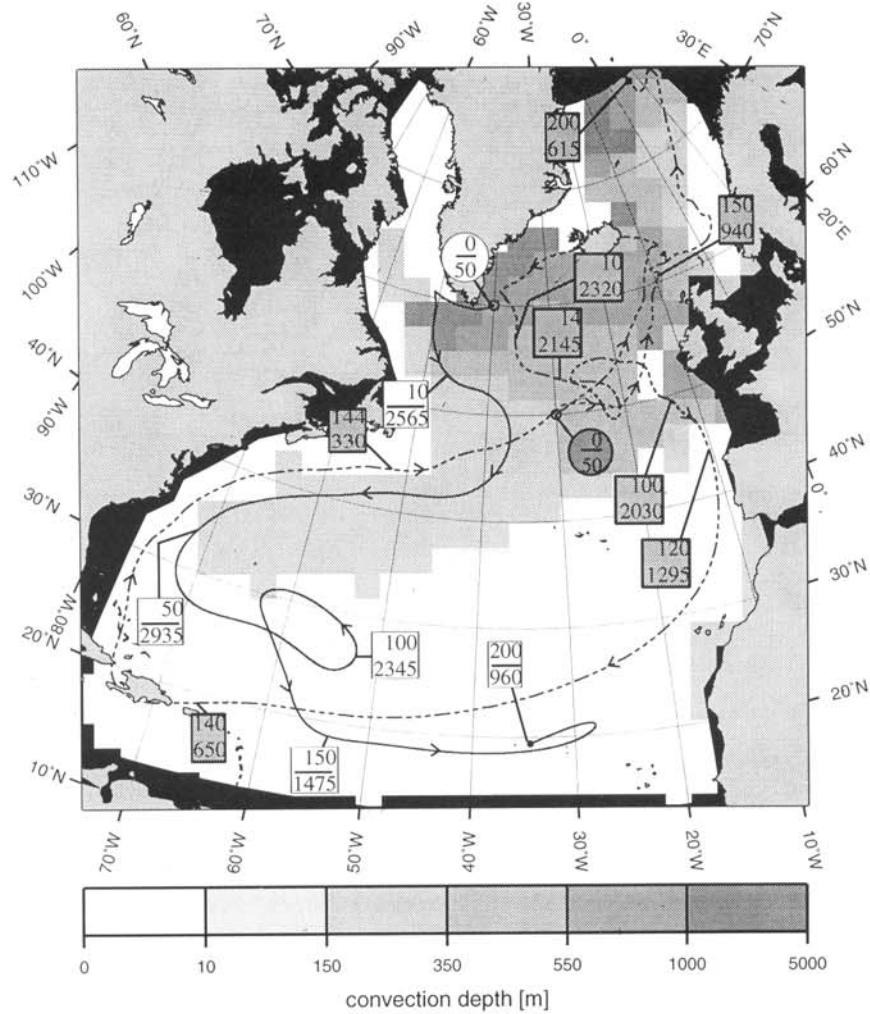 60°N
70°N
90°W
60°W
30°W
0°
30°E
70°N
110°W
100°W
40°N
90°W
30°N
80°W
20°N
10°N
60°N
20°E
50°N
40°N
0°
30°N
20°N
200
615
150
940
0
50
10
2320
14
2145
10
2565
144
330
0
50
100
2030
120
1295
50
2935
100
2345
200
960
140
650
150
1475
70°W
60°W
50°W
40°W
30°W
20°W
10°W
0
10
150
350
550
1000
5000
convection depth [m]